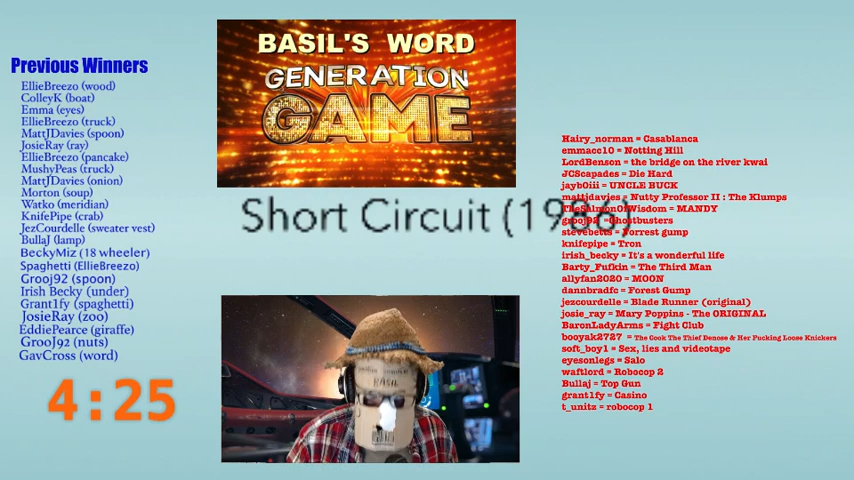 BASIL'S WORD
GENERATION
GAME
Previous Winners
EllieBreezo (wood)
ColleyK (boat)
Emma (eyes)
EllieBreezo (truck)
MattJDavies (spoon)
JosieRay (ray)
EllieBreezo (pancake)
MushyPeas (truck)
MattJDavies (onion)
Morton (soup)
Watko (meridian)
KnifePipe (crab)
JezCourdelle (sweater vest)
BullaJ (lamp)
BeckyMiz (18 wheeler)
Spaghetti (EllieBreezo)
Grooj92 (spoon)
Irish Becky (under)
Grant1fy (spaghetti)
JosieRay (zoo)
EddiePearce (giraffe)
GrooJ92 (nuts)
GavCross (word)
4:25
Short Circuit (1986)
BASIL
Hairy_norman = Casablanca
emmacc10 = Notting Hill
LordBenson = the bridge on the river kwai
JCScapades = Die Hard
jayb0iii = UNCLE BUCK
mattjdavies = Nutty Professor II : The Klumps
TheSalmonOfWisdom = MANDY
grooj92 = Ghostbusters
stevebetts = Forrest gump
knifepipe = Tron
irish_becky = It's a wonderful life
Barty_Fufkin = The Third Man
allyfan2020 = MOON
dannbradfc = Forest Gump
jezcourdelle = Blade Runner (original)
josie_ray = Mary Poppins - The ORIGINAL
BaronLadyArms = Fight Club
booyak2727 = The Cook The Thief Denose & Her Pucking Loose Knickers
soft_boy1 = Sex, lies and videotape
eyesonlegs = Salo
waftlord = Robocop 2
Bullaj = Top Gun
grant1fy = Casino
t_unitz = robocop 1